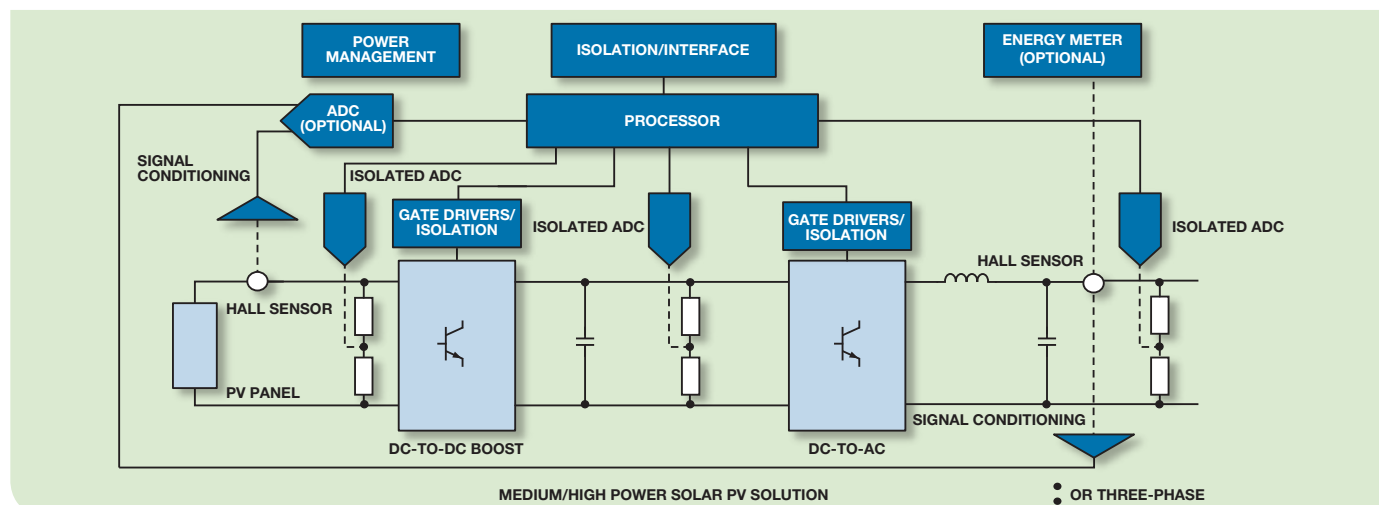 POWER
MANAGEMENT
ISOLATION/INTERFACE
ENERGY METER
(OPTIONAL)
ADC
(OPTIONAL)
PROCESSOR
SIGNAL
CONDITIONING
ISOLATED ADC
GATE DRIVERS/
ISOLATION
ISOLATED ADC
GATE DRIVERS/
ISOLATION
ISOLATED ADC
HALL SENSOR
HALL SENSOR
PV PANEL
SIGNAL CONDITIONING
DC-TO-DC BOOST
DC-TO-AC
MEDIUM/HIGH POWER SOLAR PV SOLUTION
OR THREE-PHASE